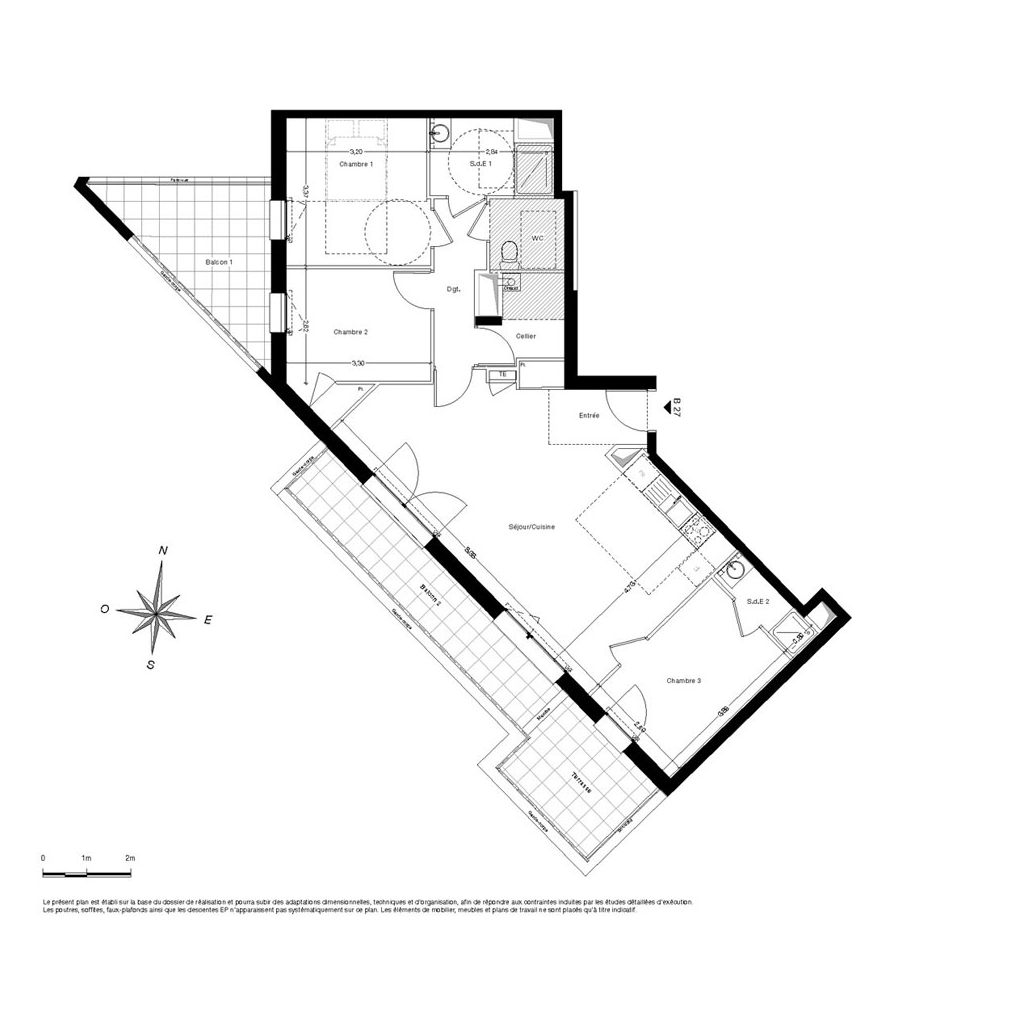 3,20
Chambre 1
2,84
S.d.E 1
3,37
WC
Balcon 1
Dgt.
Chambre 2
2,82
3,30
Cellier
Pl.
TE
Pl.
Entrée
B 27
Séjour/Cuisine
4,70
Balcon 2
S.d.E 2
Chambre 3
2,60
Terrasse
N
O
E
S
0 1m 2m
Le présent plan est établi sur la base du dossier de réalisation et pourra subir des adaptations dimensionnelles, techniques et d'organisation, afin de répondre aux contraintes induites par les études détaillées d'exécution.
Les poutres, soffites, faux-plafonds ainsi que les descentes EP n'apparaissent pas systématiquement sur ce plan. Les éléments de mobilier, meubles et plans de travail ne sont placés qu'à titre indicatif.